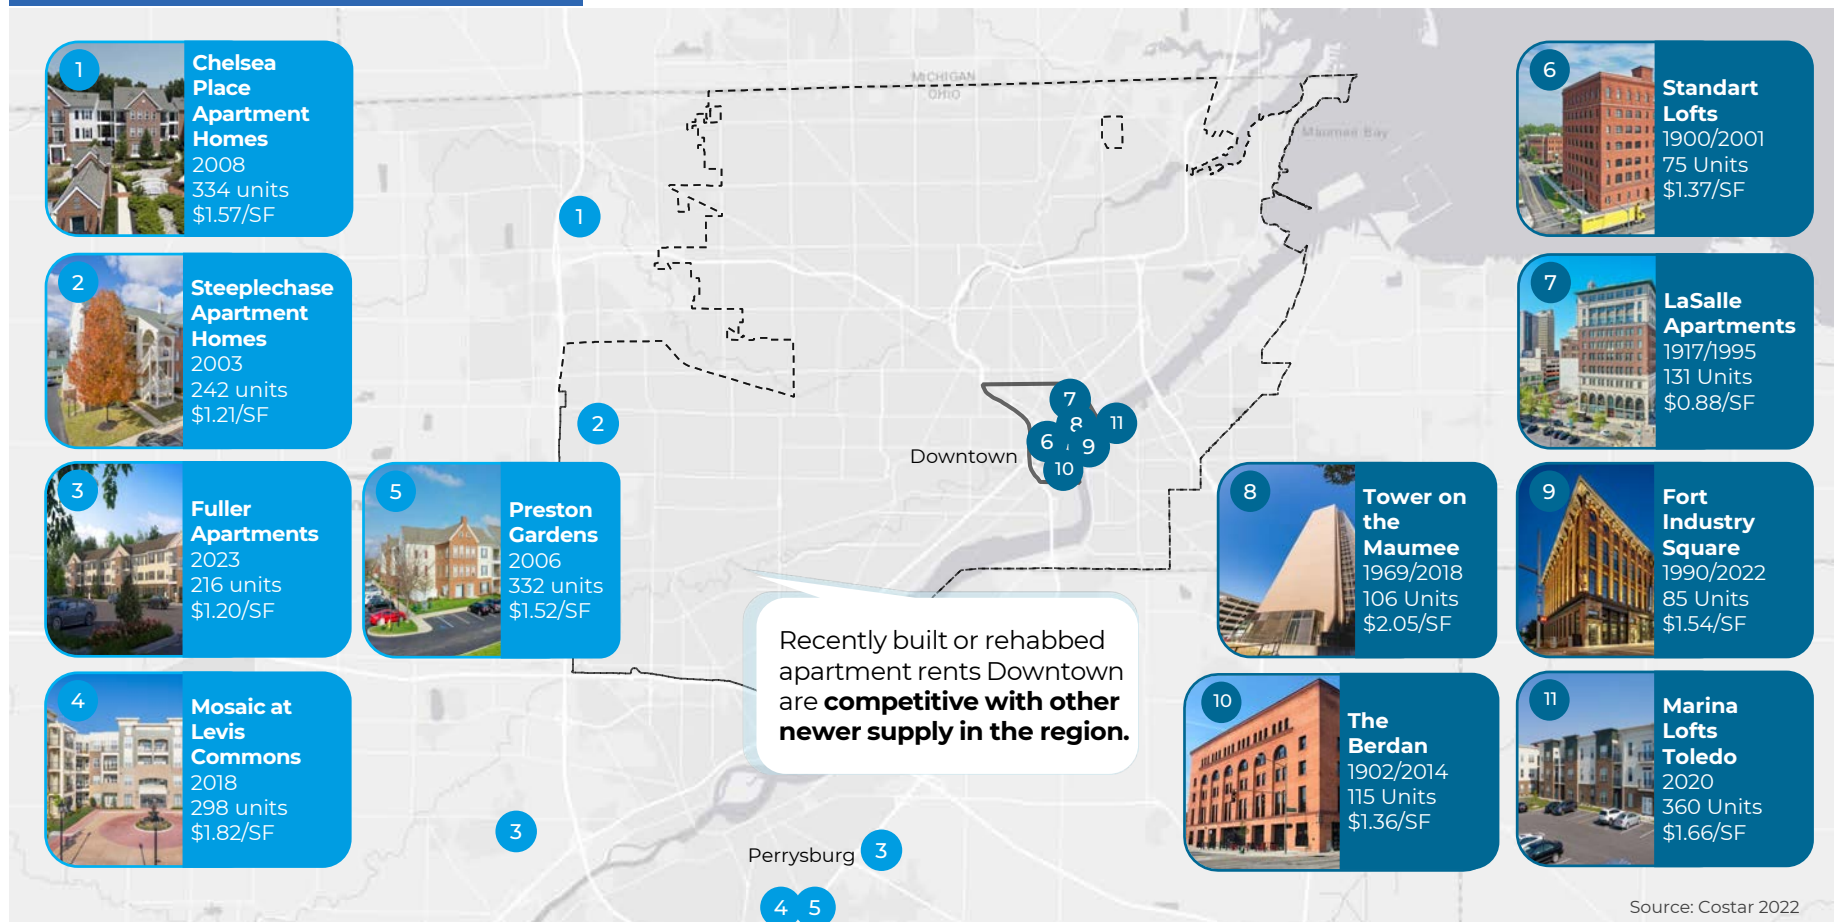 1
Chelsea
Place
Apartment
Homes
2008
334 units
$1.57/SF
2
Steeplechase
Apartment
Homes
2003
242 units
$1.21/SF
3
Fuller
Apartments
2023
216 units
$1.20/SF
4
Mosaic at
Levis
Commons
2018
298 units
$1.82/SF
5
Preston
Gardens
2006
332 units
$1.52/SF
MICHIGAN
OHIO
Maumee Bay
1
2
7
8
11
6
9
10
Downtown
Recently built or rehabbed
apartment rents Downtown
are competitive with other
newer supply in the region.
3
Perrysburg
3
4
5
6
Standart
Lofts
1900/2001
75 Units
$1.37/SF
7
LaSalle
Apartments
1917/1995
131 Units
$0.88/SF
8
Tower on
the
Maumee
1969/2018
106 Units
$2.05/SF
9
Fort
Industry
Square
1990/2022
85 Units
$1.54/SF
10
The
Berdan
1902/2014
115 Units
$1.36/SF
11
Marina
Lofts
Toledo
2020
360 Units
$1.66/SF
Source: Costar 2022